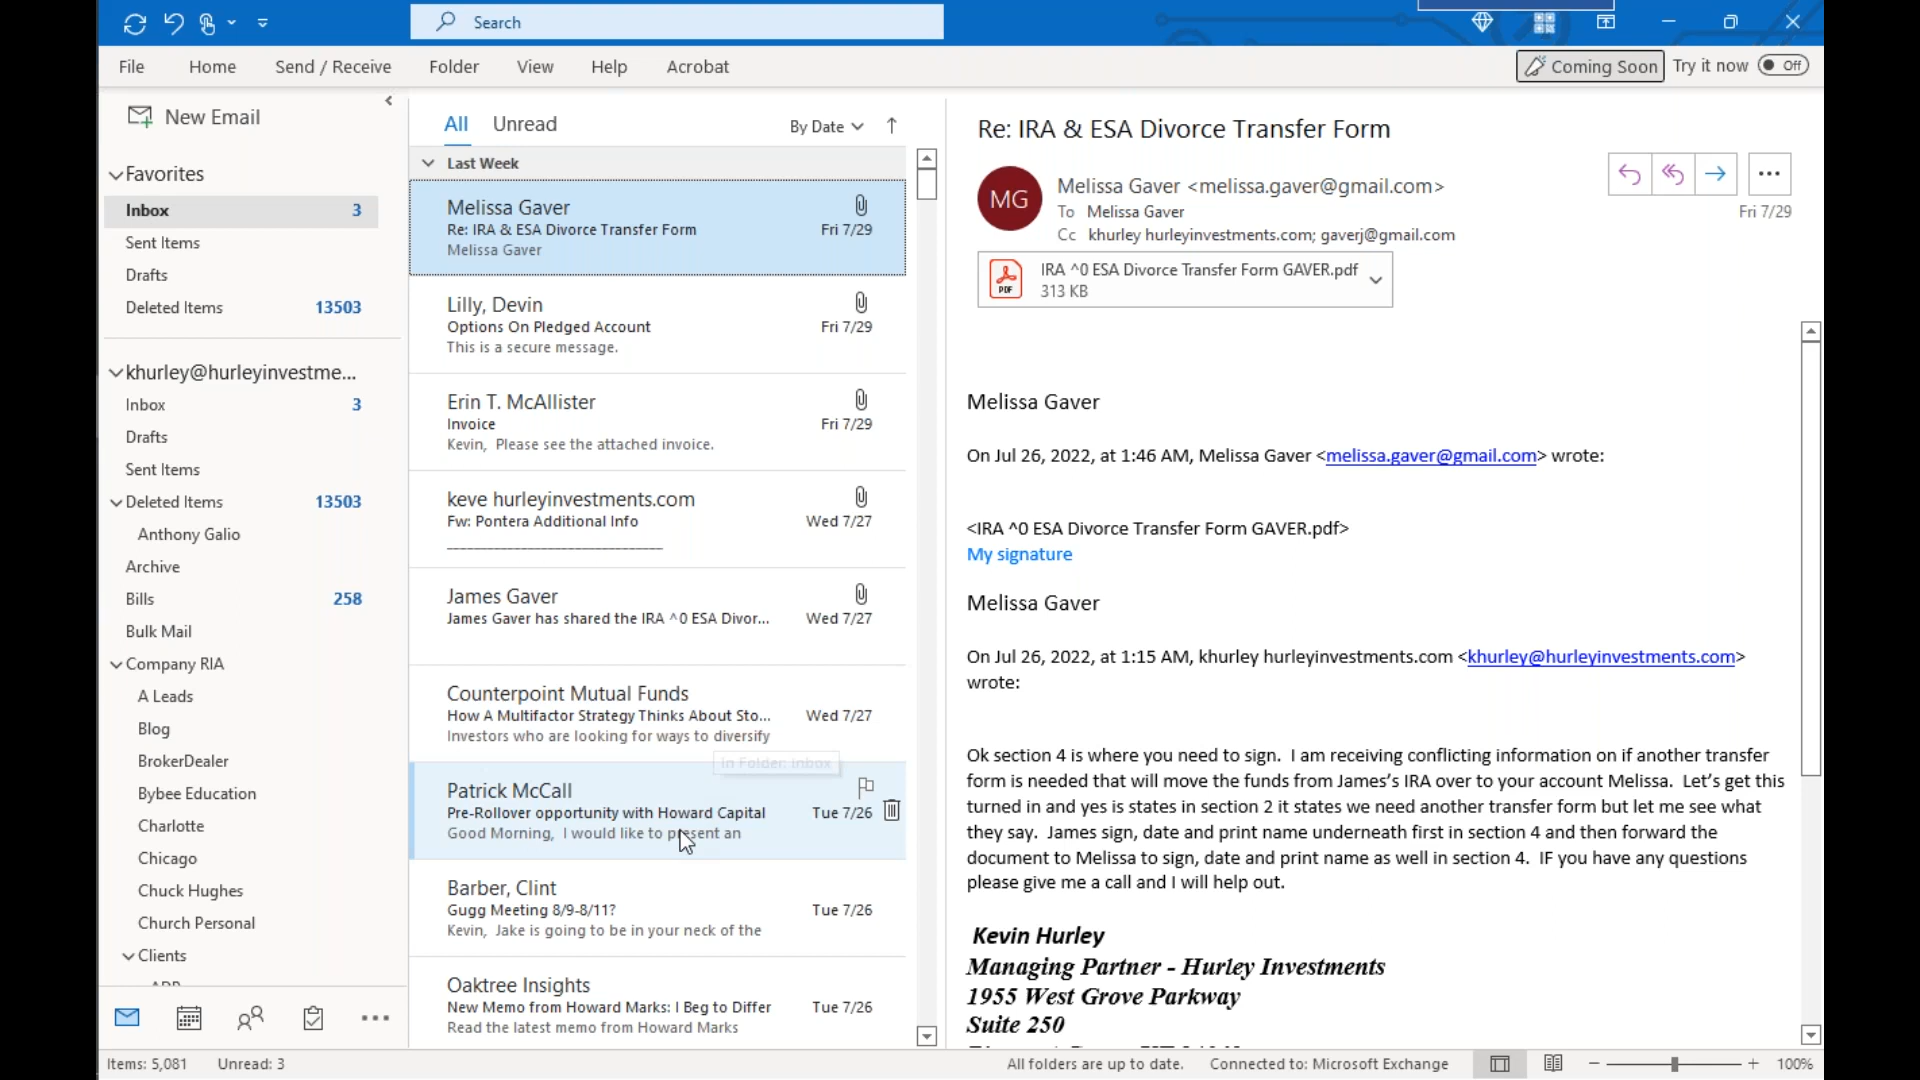 Search
File Home Send / Receive Folder View Help Acrobat
Coming Soon Try it now Off
New Email
Favorites
Inbox 3
Sent Items
Drafts
Deleted Items 13503
khurley@hurleyinvestme...
Inbox 3
Drafts
Sent Items
Deleted Items 13503
Anthony Galio
Archive
Bills 258
Bulk Mail
Company RIA
A Leads
Blog
BrokerDealer
Bybee Education
Charlotte
Chicago
Chuck Hughes
Church Personal
Clients
All Unread By Date
Last Week
Melissa Gaver
Re: IRA & ESA Divorce Transfer Form Fri 7/29
Melissa Gaver
Lilly, Devin
Options On Pledged Account Fri 7/29
This is a secure message.
Erin T. McAllister
Invoice Fri 7/29
Kevin, Please see the attached invoice.
keve hurleyinvestments.com
Fw: Pontera Additional Info Wed 7/27
________________________________
James Gaver
James Gaver has shared the IRA ^0 ESA Divor... Wed 7/27
Counterpoint Mutual Funds
How A Multifactor Strategy Thinks About Sto... Wed 7/27
Investors who are looking for ways to diversify
In Folder: Inbox
Patrick McCall
Pre-Rollover opportunity with Howard Capital Tue 7/26
Good Morning, I would like to present an
Barber, Clint
Gugg Meeting 8/9-8/11? Tue 7/26
Kevin, Jake is going to be in your neck of the
Oaktree Insights
New Memo from Howard Marks: I Beg to Differ Tue 7/26
Read the latest memo from Howard Marks
Re: IRA & ESA Divorce Transfer Form
MG
Melissa Gaver <melissa.gaver@gmail.com>
To Melissa Gaver
Fri 7/29
Cc khurley hurleyinvestments.com; gaverj@gmail.com
PDF
IRA ^0 ESA Divorce Transfer Form GAVER.pdf
313 KB
Melissa Gaver
On Jul 26, 2022, at 1:46 AM, Melissa Gaver <melissa.gaver@gmail.com> wrote:
<IRA ^0 ESA Divorce Transfer Form GAVER.pdf>
My signature
Melissa Gaver
On Jul 26, 2022, at 1:15 AM, khurley hurleyinvestments.com <khurley@hurleyinvestments.com>
wrote:
Ok section 4 is where you need to sign. I am receiving conflicting information on if another transfer
form is needed that will move the funds from James's IRA over to your account Melissa. Let's get this
turned in and yes is states in section 2 it states we need another transfer form but let me see what
they say. James sign, date and print name underneath first in section 4 and then forward the
document to Melissa to sign, date and print name as well in section 4. IF you have any questions
please give me a call and I will help out.
Kevin Hurley
Managing Partner - Hurley Investments
1955 West Grove Parkway
Suite 250
Items: 5,081 Unread: 3 All folders are up to date. Connected to: Microsoft Exchange 100%